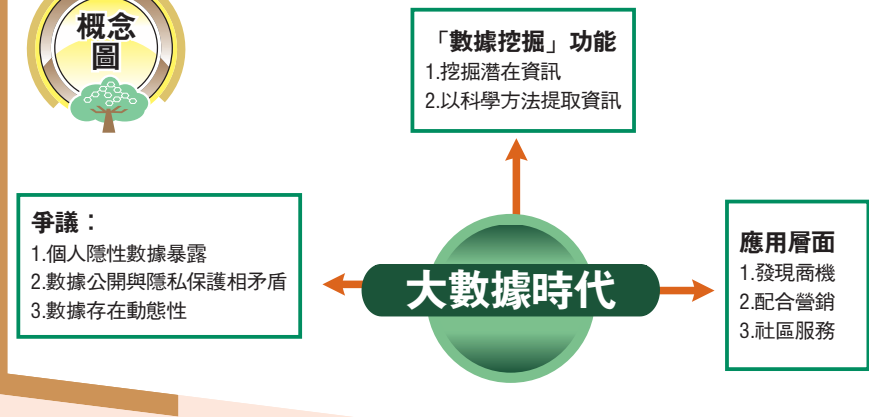 概念
圖
「數據挖掘」功能
1.挖掘潛在資訊
2.以科學方法提取資訊
爭議：
1.個人隱性數據暴露
2.數據公開與隱私保護相矛盾
3.數據存在動態性
大數據時代
應用層面
1.發現商機
2.配合營銷
3.社區服務